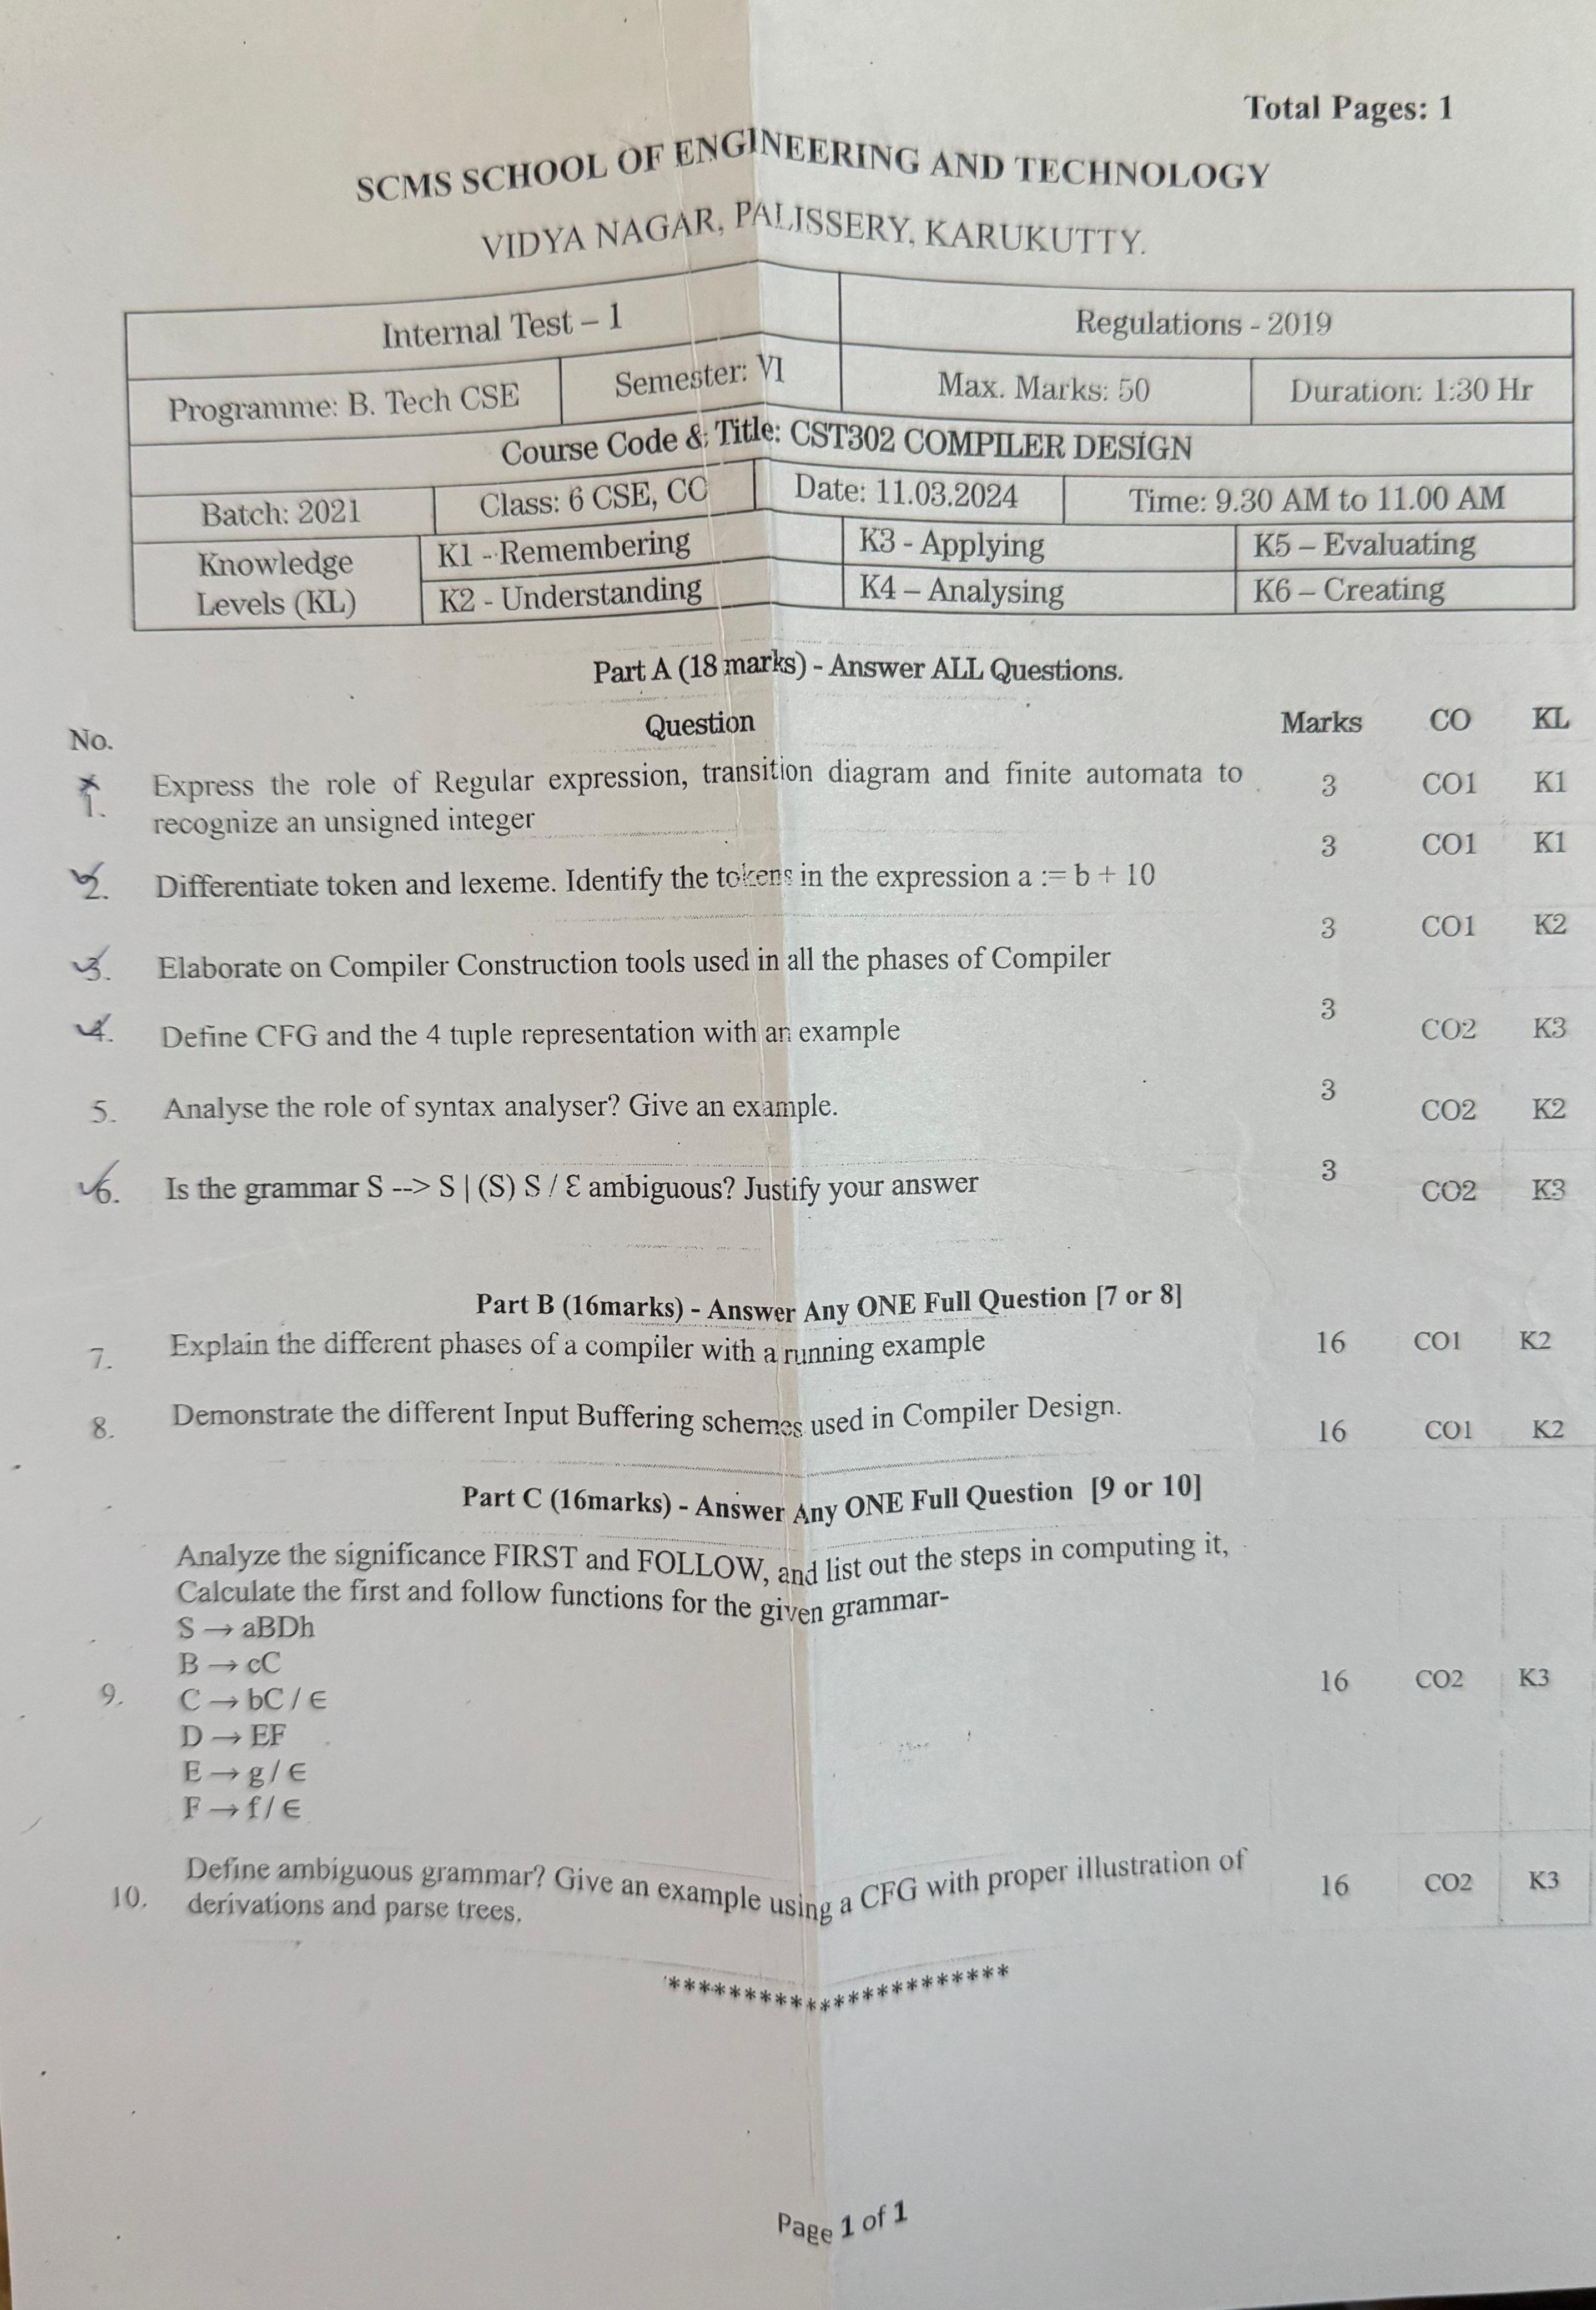 Total Pages: 1
SCMS SCHOOL OF ENGINEERING AND TECHNOLOGY
VIDYA NAGAR, PALISSERY, KARUKUTTY.
Internal Test – 1 Regulations - 2019
Programme: B. Tech CSE Semester: VI Max. Marks: 50 Duration: 1:30 Hr
Course Code & Title: CST302 COMPILER DESIGN
Batch: 2021 Class: 6 CSE, CC Date: 11.03.2024 Time: 9.30 AM to 11.00 AM
Knowledge Levels (KL) K1 - Remembering K3 - Applying K5 – Evaluating
K2 - Understanding K4 – Analysing K6 – Creating
Part A (18 marks) - Answer ALL Questions.
No. Question Marks CO KL
1. Express the role of Regular expression, transition diagram and finite automata to 3 CO1 K1
recognize an unsigned integer
2. Differentiate token and lexeme. Identify the tokens in the expression a := b + 10 3 CO1 K1
3. Elaborate on Compiler Construction tools used in all the phases of Compiler 3 CO1 K2
4. Define CFG and the 4 tuple representation with an example 3 CO2 K3
5. Analyse the role of syntax analyser? Give an example. 3 CO2 K2
6. Is the grammar S --> S | (S) S / Ɛ ambiguous? Justify your answer 3 CO2 K3
Part B (16marks) - Answer Any ONE Full Question [7 or 8]
7. Explain the different phases of a compiler with a running example 16 CO1 K2
8. Demonstrate the different Input Buffering schemes used in Compiler Design. 16 CO1 K2
Part C (16marks) - Answer Any ONE Full Question [9 or 10]
Analyze the significance FIRST and FOLLOW, and list out the steps in computing it,
Calculate the first and follow functions for the given grammar-
S → aBDh
B → cC
9. C → bC / ∈ 16 CO2 K3
D → EF
E → g / ∈
F → f / ∈
Define ambiguous grammar? Give an example using a CFG with proper illustration of
10. derivations and parse trees. 16 CO2 K3
***********************
Page 1 of 1